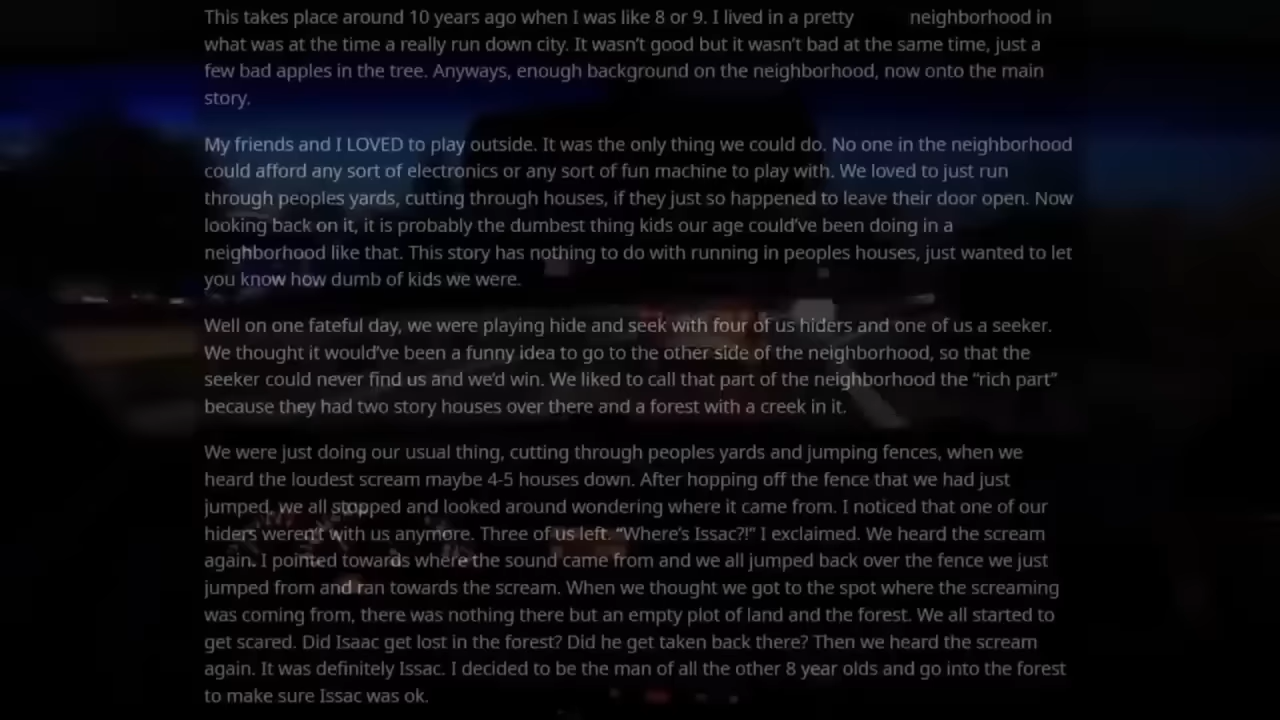 This takes place around 10 years ago when I was like 8 or 9. I lived in a pretty neighborhood in
what was at the time a really run down city. It wasn’t good but it wasn’t bad at the same time, just a
few bad apples in the tree. Anyways, enough background on the neighborhood, now onto the main
story.
My friends and I LOVED to play outside. It was the only thing we could do. No one in the neighborhood
could afford any sort of electronics or any sort of fun machine to play with. We loved to just run
through peoples yards, cutting through houses, if they just so happened to leave their door open. Now
looking back on it, it is probably the dumbest thing kids our age could’ve been doing in a
neighborhood like that. This story has nothing to do with running in peoples houses, just wanted to let
you know how dumb of kids we were.
Well on one fateful day, we were playing hide and seek with four of us hiders and one of us a seeker.
We thought it would’ve been a funny idea to go to the other side of the neighborhood, so that the
seeker could never find us and we’d win. We liked to call that part of the neighborhood the “rich part”
because they had two story houses over there and a forest with a creek in it.
We were just doing our usual thing, cutting through peoples yards and jumping fences, when we
heard the loudest scream maybe 4-5 houses down. After hopping off the fence that we had just
jumped, we all stopped and looked around wondering where it came from. I noticed that one of our
hiders weren’t with us anymore. Three of us left. “Where’s Issac?!” I exclaimed. We heard the scream
again. I pointed towards where the sound came from and we all jumped back over the fence we just
jumped from and ran towards the scream. When we thought we got to the spot where the screaming
was coming from, there was nothing there but an empty plot of land and the forest. We all started to
get scared. Did Isaac get lost in the forest? Did he get taken back there? Then we heard the scream
again. It was definitely Issac. I decided to be the man of all the other 8 year olds and go into the forest
to make sure Issac was ok.